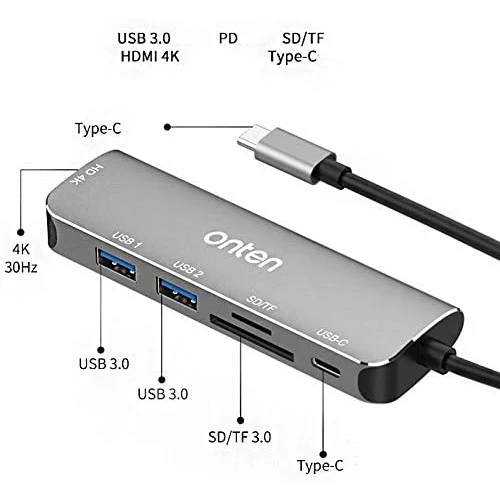 USB 3.0 PD SD/TF
HDMI 4K Type-C
Type-C
HD 4K
4K
30Hz
USB 1
USB 2
onten
SD/TF
USB-C
USB 3.0
USB 3.0
SD/TF 3.0
Type-C